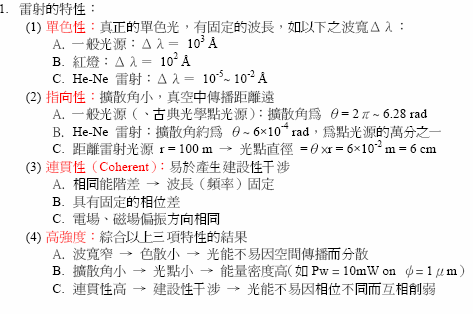 1. 雷射的特性：
(1) 單色性：真正的單色光，有固定的波長，如以下之波寬Δλ：
A. 一般光源：Δλ＝ 10³ Å
B. 紅燈：Δλ＝ 10² Å
C. He-Ne 雷射：Δλ＝ 10⁻⁵~ 10⁻² Å
(2) 指向性：擴散角小，真空中傳播距離遠
A. 一般光源（、古典光學點光源）：擴散角為 θ=2π~ 6.28 rad
B. He-Ne 雷射：擴散角約為 θ~ 6×10⁻⁴ rad，為點光源的萬分之一
C. 距離雷射光源 r = 100 m → 光點直徑 =θ×r = 6×10⁻² m = 6 cm
(3) 連貫性（Coherent）：易於產生建設性干涉
A. 相同能階差 → 波長（頻率）固定
B. 具有固定的相位差
C. 電場、磁場偏振方向相同
(4) 高強度：綜合以上三項特性的結果
A. 波寬窄 → 色散小 → 光能不易因空間傳播而分散
B. 擴散角小 → 光點小 → 能量密度高（如 Pw = 10mW on ϕ= 1μm）
C. 連貫性高 → 建設性干涉 → 光能不易因相位不同而互相削弱